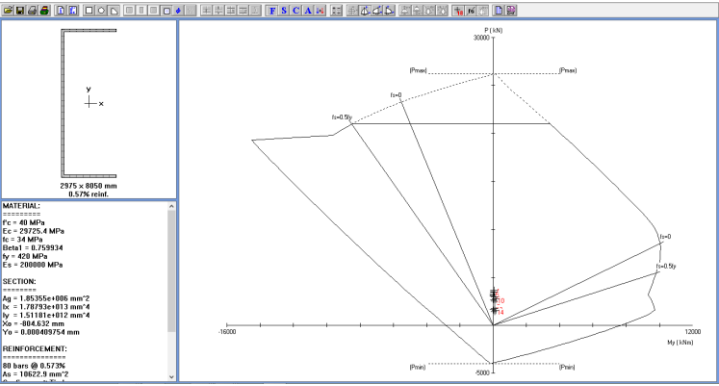 F S C A
y
x
2975 x 8050 mm
0.57% reinf.
MATERIAL:
=========
f'c = 40 MPa
Ec = 29725.4 MPa
fc = 34 MPa
Beta1 = 0.759934
fy = 420 MPa
Es = 200000 MPa
SECTION:
========
Ag = 1.85355e+006 mm^2
Ix = 1.78793e+013 mm^4
Iy = 1.51181e+012 mm^4
Xo = -804.632 mm
Yo = 0.000409754 mm
REINFORCEMENT:
==============
80 bars @ 0.573%
As = 10622.9 mm^2
P ( kN)
30000
(Pmax)
(Pmax)
fs=0
fs=0.5fy
fs=0
fs=0.5fy
-16000
12000
My ( kNm)
(Pmin)
(Pmin)
-5000